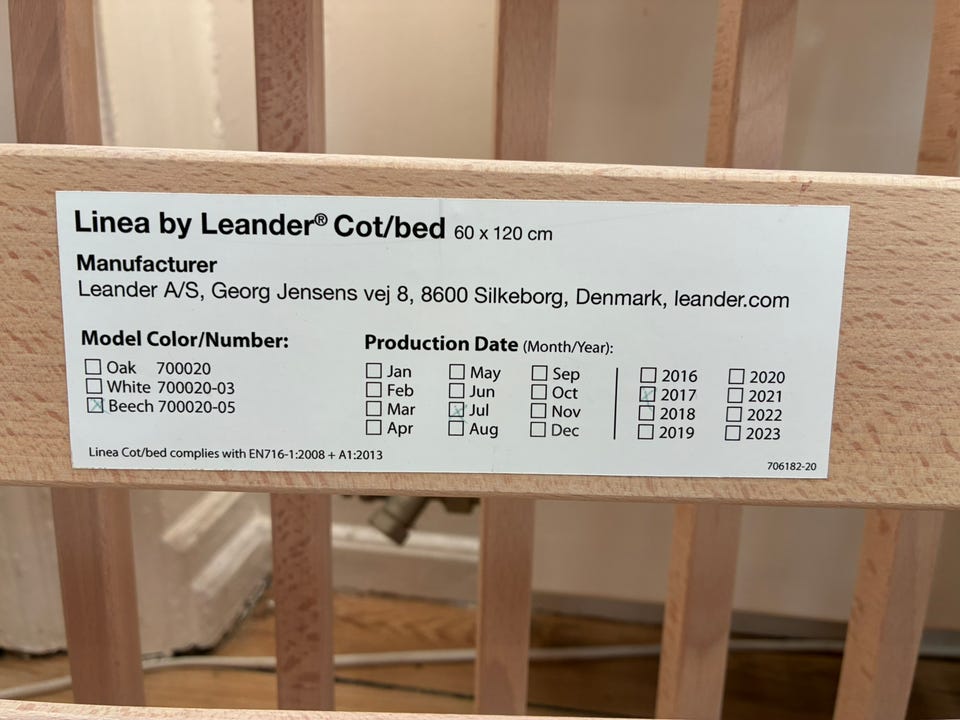 Linea by Leander® Cot/bed 60 x 120 cm
Manufacturer
Leander A/S, Georg Jensens vej 8, 8600 Silkeborg, Denmark, leander.com
Model Color/Number:
☐ Oak 700020
☐ White 700020-03
☒ Beech 700020-05
Production Date (Month/Year):
☐ Jan ☐ May ☐ Sep ☐ 2016 ☐ 2020
☐ Feb ☐ Jun ☐ Oct ☒ 2017 ☐ 2021
☐ Mar ☒ Jul ☐ Nov ☐ 2018 ☐ 2022
☐ Apr ☐ Aug ☐ Dec ☐ 2019 ☐ 2023
Linea Cot/bed complies with EN716-1:2008 + A1:2013
706182-20